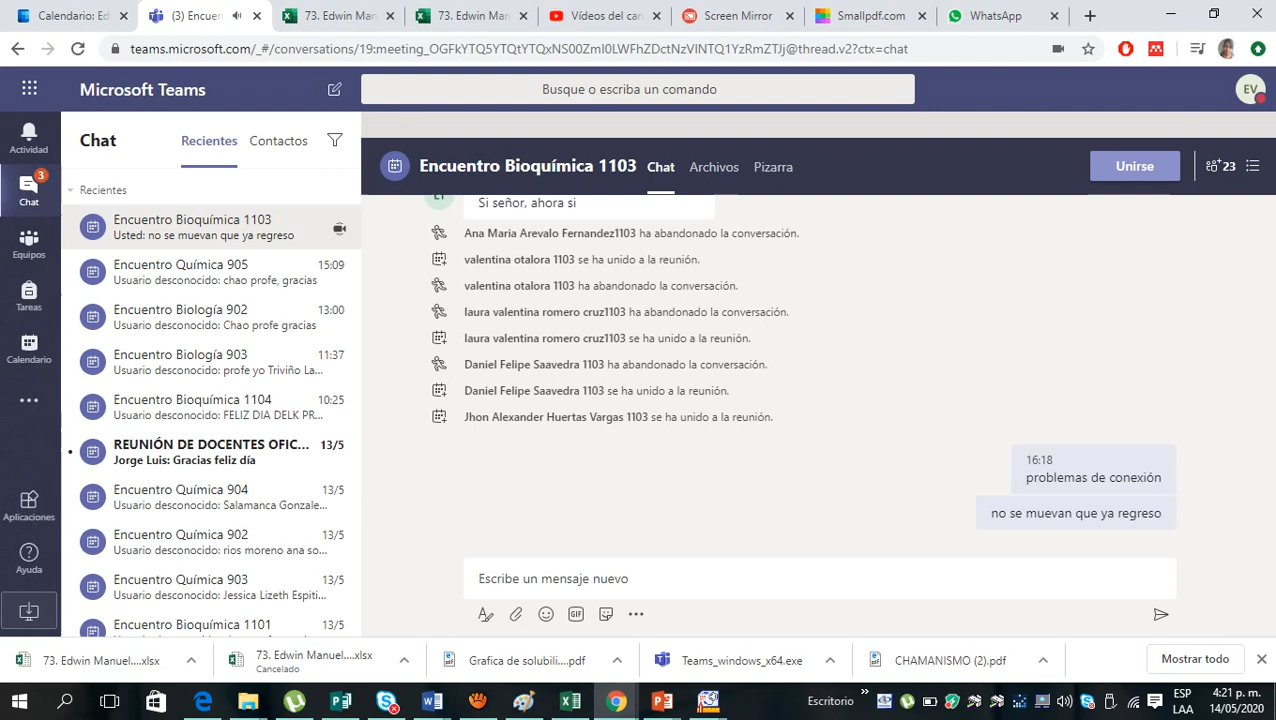 Calendario: Ed
(3) Encuen
73. Edwin Man
73. Edwin Man
Vídeos del can
Screen Mirror
Smallpdf.com
WhatsApp
teams.microsoft.com/_#/conversations/19:meeting_OGFkYTQ5YTQtYTQxNS00ZmI0LWFhZDctNzVlNTQ1YzRmZTJj@thread.v2?ctx=chat
Microsoft Teams
Busque o escriba un comando
EV
Actividad
3
Chat
Equipos
Tareas
Calendario
Aplicaciones
Ayuda
Chat
Recientes
Contactos
Recientes
Encuentro Bioquímica 1103
Usted: no se muevan que ya regreso
Encuentro Química 905 15:09
Usuario desconocido: chao profe, gracias
Encuentro Biología 902 13:00
Usuario desconocido: Chao profe gracias
Encuentro Biología 903 11:37
Usuario desconocido: profe yo Triviño La...
Encuentro Bioquímica 1104 10:25
Usuario desconocido: FELIZ DIA DELK PR...
REUNIÓN DE DOCENTES OFIC... 13/5
Jorge Luis: Gracias feliz día
Encuentro Química 904 13/5
Usuario desconocido: Salamanca Gonzale...
Encuentro Química 902 13/5
Usuario desconocido: rios moreno ana so...
Encuentro Química 903 13/5
Usuario desconocido: Jessica Lizeth Espiti...
Encuentro Bioquímica 1101 13/5
Encuentro Bioquímica 1103
Chat
Archivos
Pizarra
Unirse
23
Si señor, ahora si
Ana Maria Arevalo Fernandez1103 ha abandonado la conversación.
valentina otalora 1103 se ha unido a la reunión.
valentina otalora 1103 ha abandonado la conversación.
laura valentina romero cruz1103 ha abandonado la conversación.
laura valentina romero cruz1103 se ha unido a la reunión.
Daniel Felipe Saavedra 1103 ha abandonado la conversación.
Daniel Felipe Saavedra 1103 se ha unido a la reunión.
Jhon Alexander Huertas Vargas 1103 se ha unido a la reunión.
16:18
problemas de conexión
no se muevan que ya regreso
Escribe un mensaje nuevo
GIF
73. Edwin Manuel....xlsx
73. Edwin Manuel....xlsx
Cancelado
Grafica de solubili....pdf
Teams_windows_x64.exe
CHAMANISMO (2).pdf
Mostrar todo
Escritorio
ESP
LAA
4:21 p. m.
14/05/2020